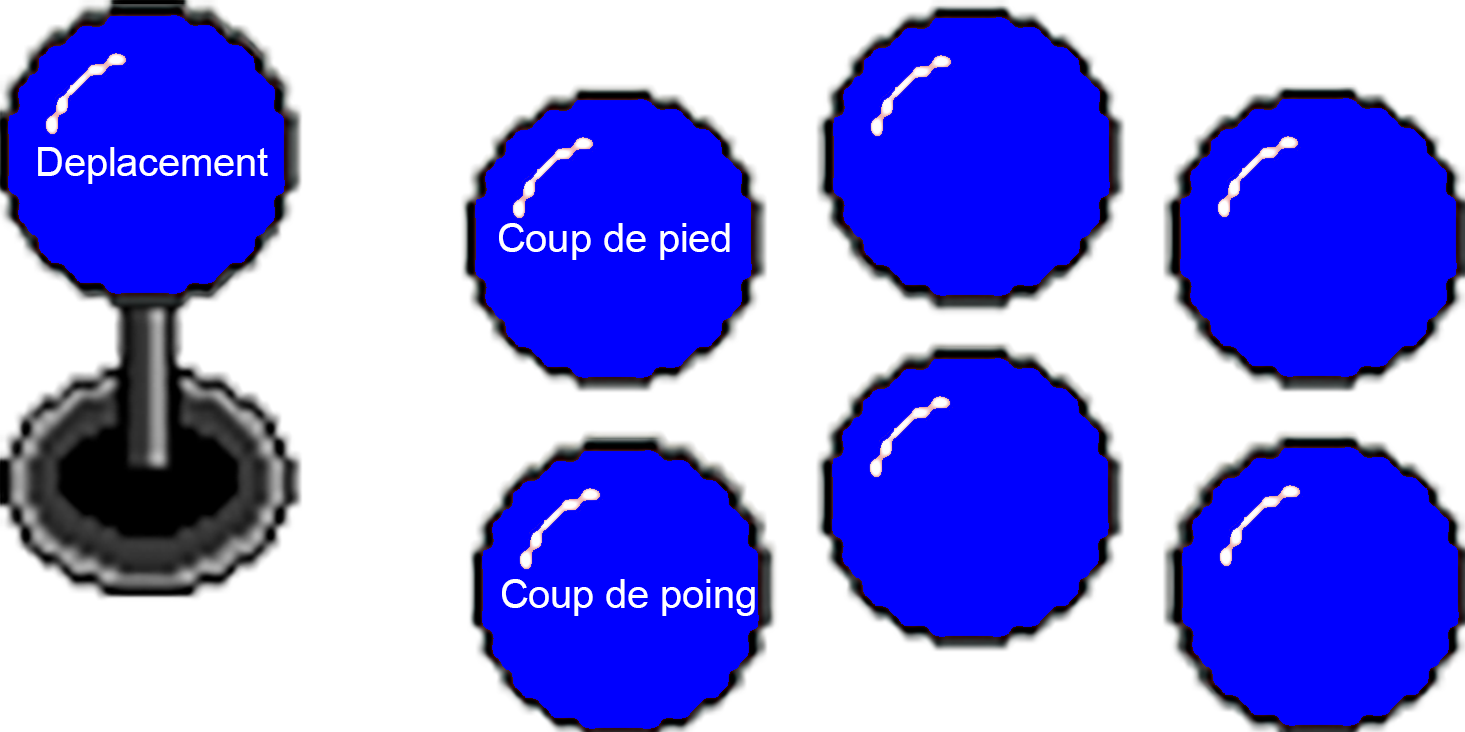 Deplacement
Coup de pied
Coup de poing